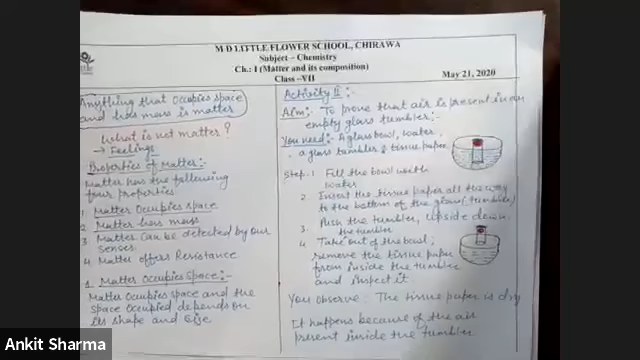 M D LITTLE FLOWER SCHOOL, CHIRAWA
Subject – Chemistry
Ch.: 1 (Matter and its composition)
Class –VII
May 21, 2020
Anything that occupies space
and has mass is matter
What is not matter?
→ Feelings
Properties of Matter:-
Matter has the following
four properties
1 Matter occupies space
2 Matter has mass
3 Matter can be detected by our
senses.
4 Matter offers Resistance
1. Matter Occupies space:-
Matter occupies space and the
space occupied depends on
its shape and size
Activity II:-
Aim: To prove that air is present in an
empty glass tumbler:-
You need: A glass bowl, water,
a glass tumbler & tissue paper
Step. 1 Fill the bowl with
water
2. Insert the tissue paper all the way
to the bottom of the glass (tumbler)
3. Push the tumbler, upside down
the tumbler
4 Take out of the bowl;
remove the tissue paper
from inside the tumbler
and inspect it.
You observe: The tissue paper is dry
It happens because of the air
present inside the tumbler
Ankit Sharma